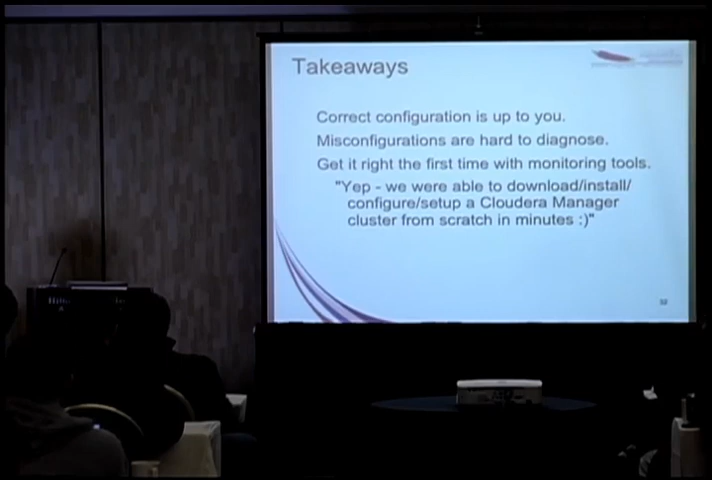 Takeaways
Correct configuration is up to you.
Misconfigurations are hard to diagnose.
Get it right the first time with monitoring tools.
"Yep - we were able to download/install/
configure/setup a Cloudera Manager
cluster from scratch in minutes :)"